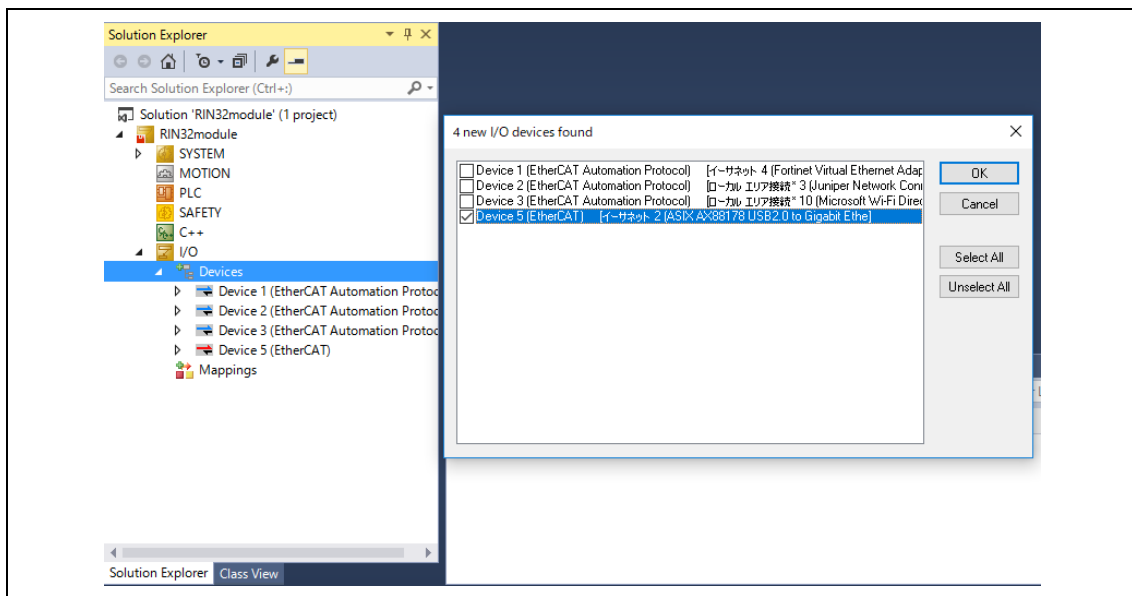 Solution Explorer
Search Solution Explorer (Ctrl+:)
Solution 'RIN32module' (1 project)
RIN32module
SYSTEM
MOTION
PLC
SAFETY
C++
I/O
Devices
Device 1 (EtherCAT Automation Protoc
Device 2 (EtherCAT Automation Protoc
Device 3 (EtherCAT Automation Protoc
Device 5 (EtherCAT)
Mappings
Solution Explorer Class View
4 new I/O devices found
Device 1 (EtherCAT Automation Protocol) [イーサネット 4 (Fortinet Virtual Ethernet Adap
Device 2 (EtherCAT Automation Protocol) [ローカル エリア接続* 3 (Juniper Network Conn
Device 3 (EtherCAT Automation Protocol) [ローカル エリア接続* 10 (Microsoft Wi-Fi Direc
Device 5 (EtherCAT) [イーサネット 2 (ASIX AX88178 USB2.0 to Gigabit Ethe]
OK
Cancel
Select All
Unselect All